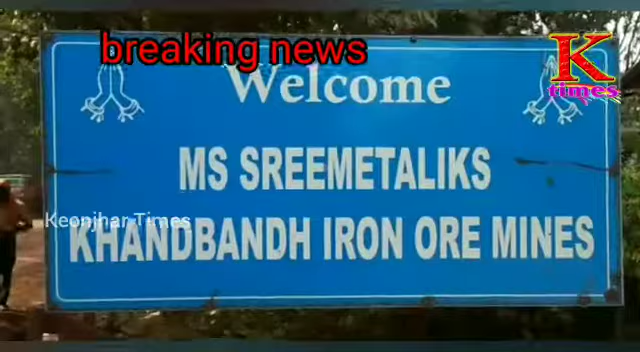 breaking news
K
times
Welcome
MS SREEMETALIKS
Keonjhar Times
KHANDBANDH IRON ORE MINES